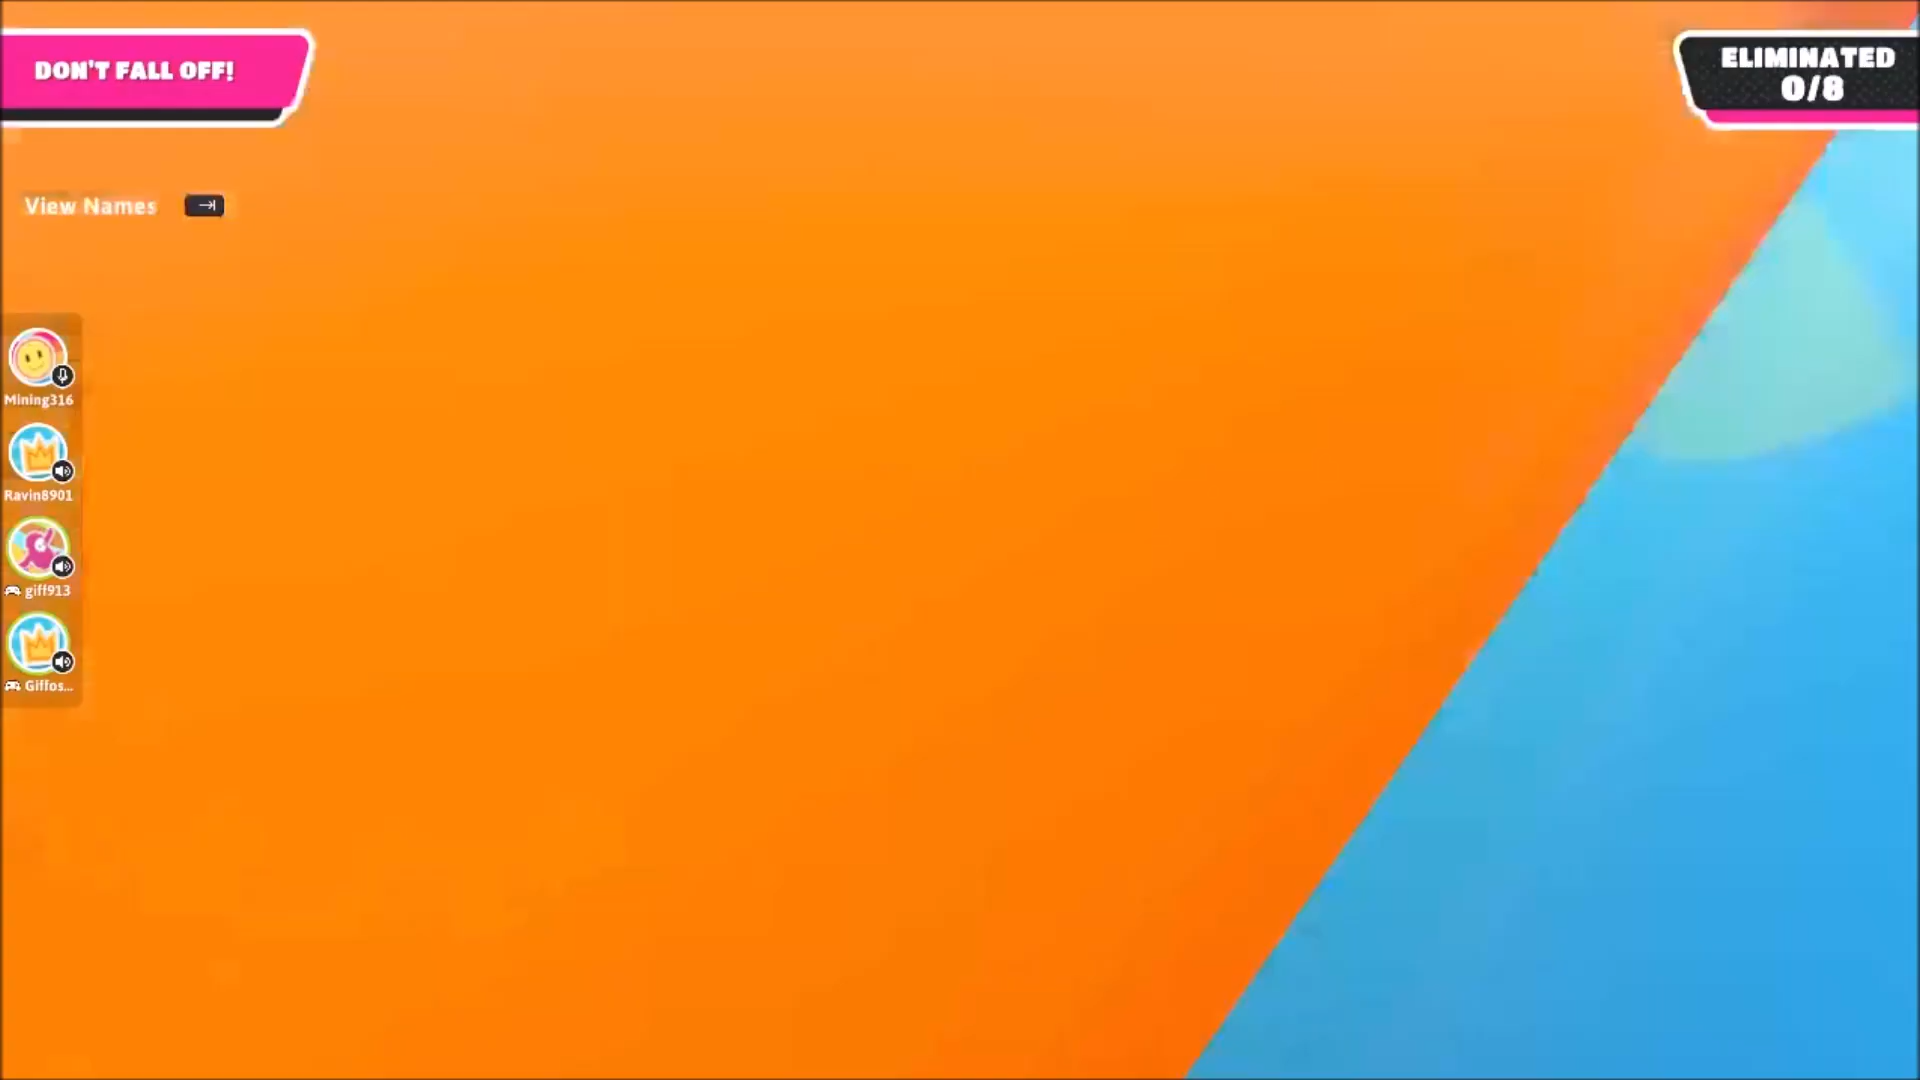 DON'T FALL OFF!
ELIMINATED
0/8
View Names
Mining316
Ravin8901
giff913
Giffos...